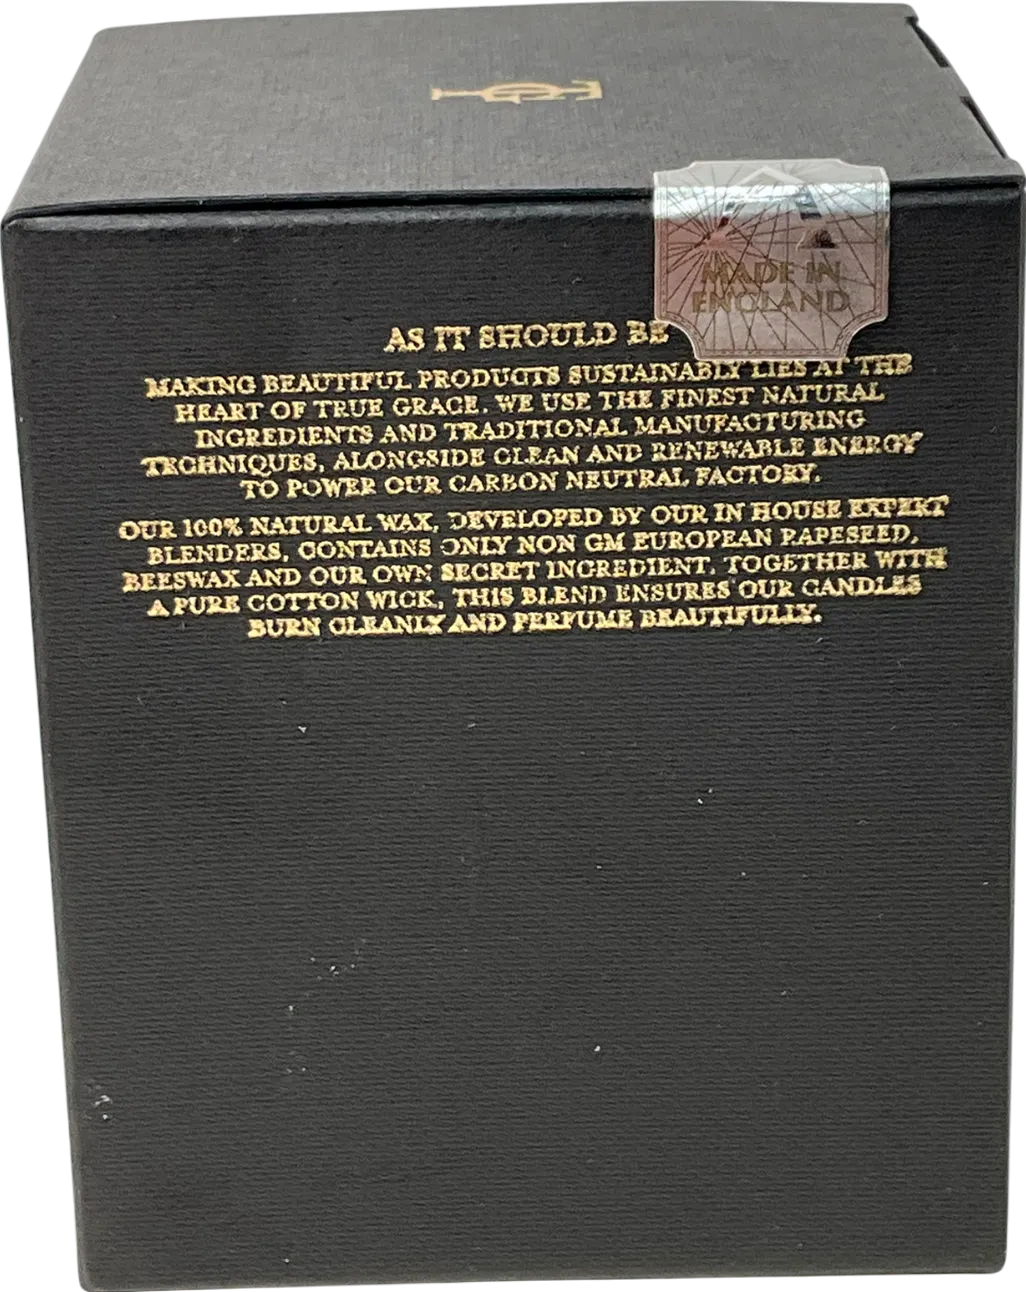 MADE IN
ENGLAND
AS IT SHOULD BE
MAKING BEAUTIFUL PRODUCTS SUSTAINABLY LIES AT THE
HEART OF TRUE GRACE. WE USE THE FINEST NATURAL
INGREDIENTS AND TRADITIONAL MANUFACTURING
TECHNIQUES, ALONGSIDE CLEAN AND RENEWABLE ENERGY
TO POWER OUR CARBON NEUTRAL FACTORY.
OUR 100% NATURAL WAX, DEVELOPED BY OUR IN HOUSE EXPERT
BLENDERS, CONTAINS ONLY NON GM EUROPEAN RAPESEED,
BEESWAX AND OUR OWN SECRET INGREDIENT. TOGETHER WITH
A PURE COTTON WICK, THIS BLEND ENSURES OUR CANDLES
BURN CLEANLY AND PERFUME BEAUTIFULLY.